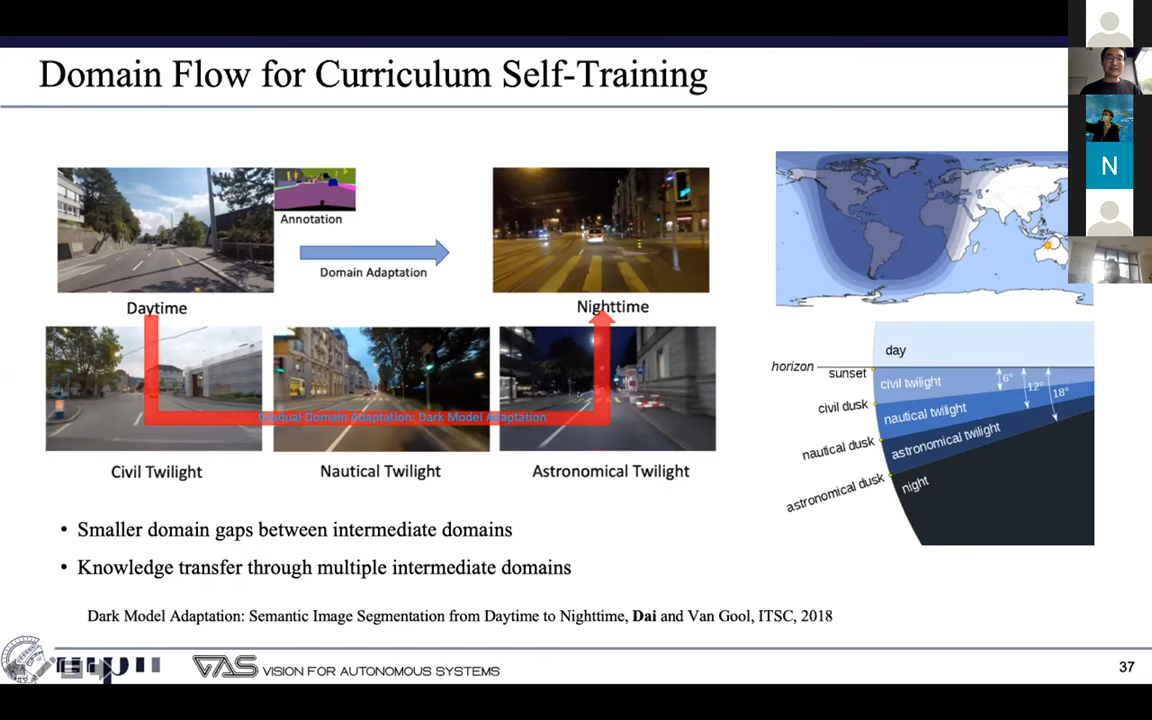 Domain Flow for Curriculum Self-Training
Annotation
Domain Adaptation
Daytime
Nighttime
Gradual Domain Adaptation: Dark Model Adaptation
Civil Twilight
Nautical Twilight
Astronomical Twilight
• Smaller domain gaps between intermediate domains
• Knowledge transfer through multiple intermediate domains
Dark Model Adaptation: Semantic Image Segmentation from Daytime to Nighttime, Dai and Van Gool, ITSC, 2018
N
day
horizon
sunset
civil twilight
6°
12°
18°
civil dusk
nautical twilight
nautical dusk
astronomical twilight
astronomical dusk
night
VAS VISION FOR AUTONOMOUS SYSTEMS
37